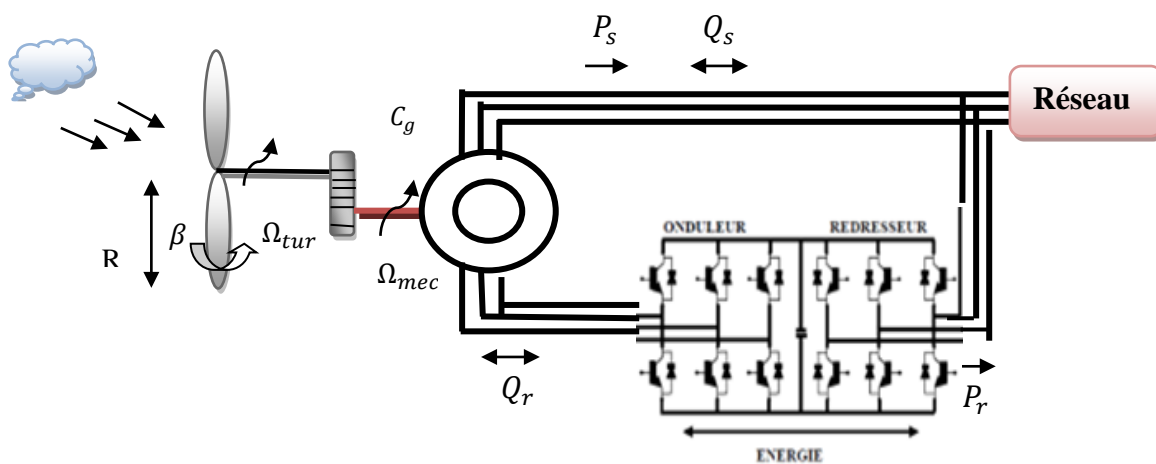 P_s
Q_s
Réseau
C_g
R
β
Ω_tur
Ω_mec
ONDULEUR
REDRESSEUR
Q_r
P_r
ENERGIE